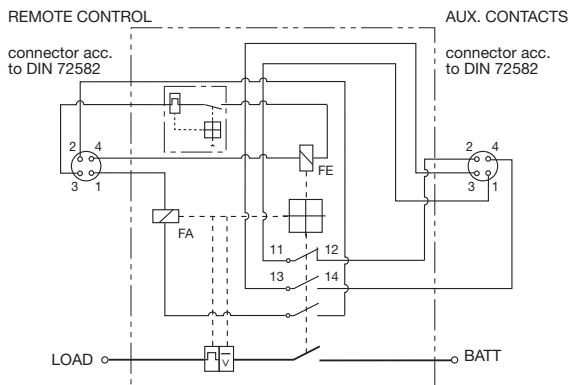 REMOTE CONTROL
AUX. CONTACTS
connector acc.
to DIN 72582
connector acc.
to DIN 72582
2 4
3 1
2 4
3 1
FE
FA
11 12
13 14
V
LOAD
BATT